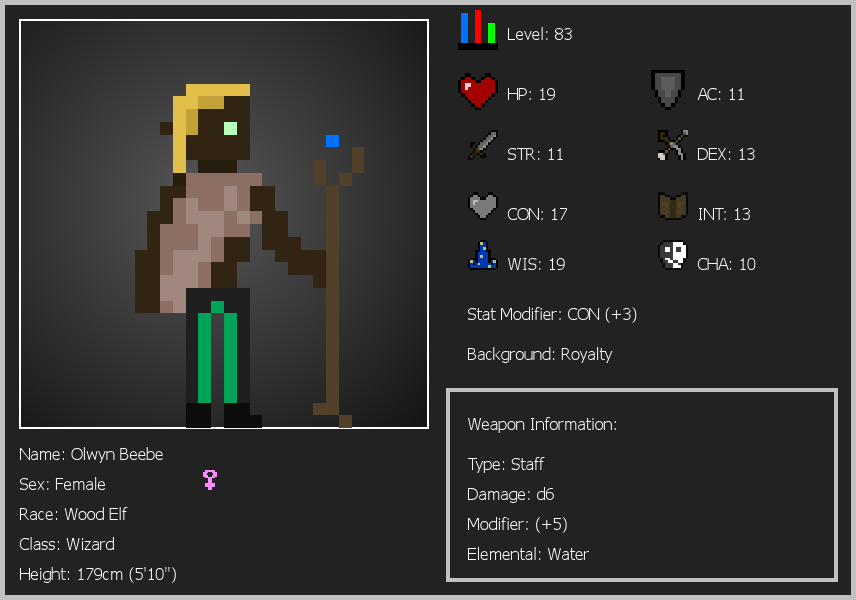 Level: 83
HP: 19
AC: 11
STR: 11
DEX: 13
CON: 17
INT: 13
WIS: 19
CHA: 10
Stat Modifier: CON (+3)
Background: Royalty
Weapon Information:
Type: Staff
Damage: d6
Modifier: (+5)
Elemental: Water
Name: Olwyn Beebe
Sex: Female
Race: Wood Elf
Class: Wizard
Height: 179cm (5'10")